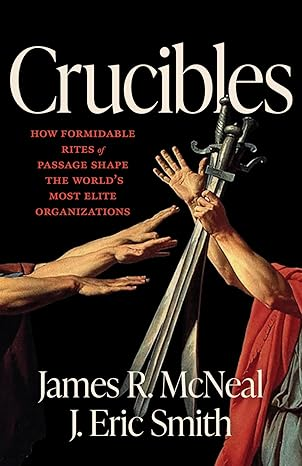 Crucibles
HOW FORMIDABLE
RITES of
PASSAGE SHAPE
THE WORLD'S
MOST ELITE
ORGANIZATIONS
James R. McNeal
J. Eric Smith